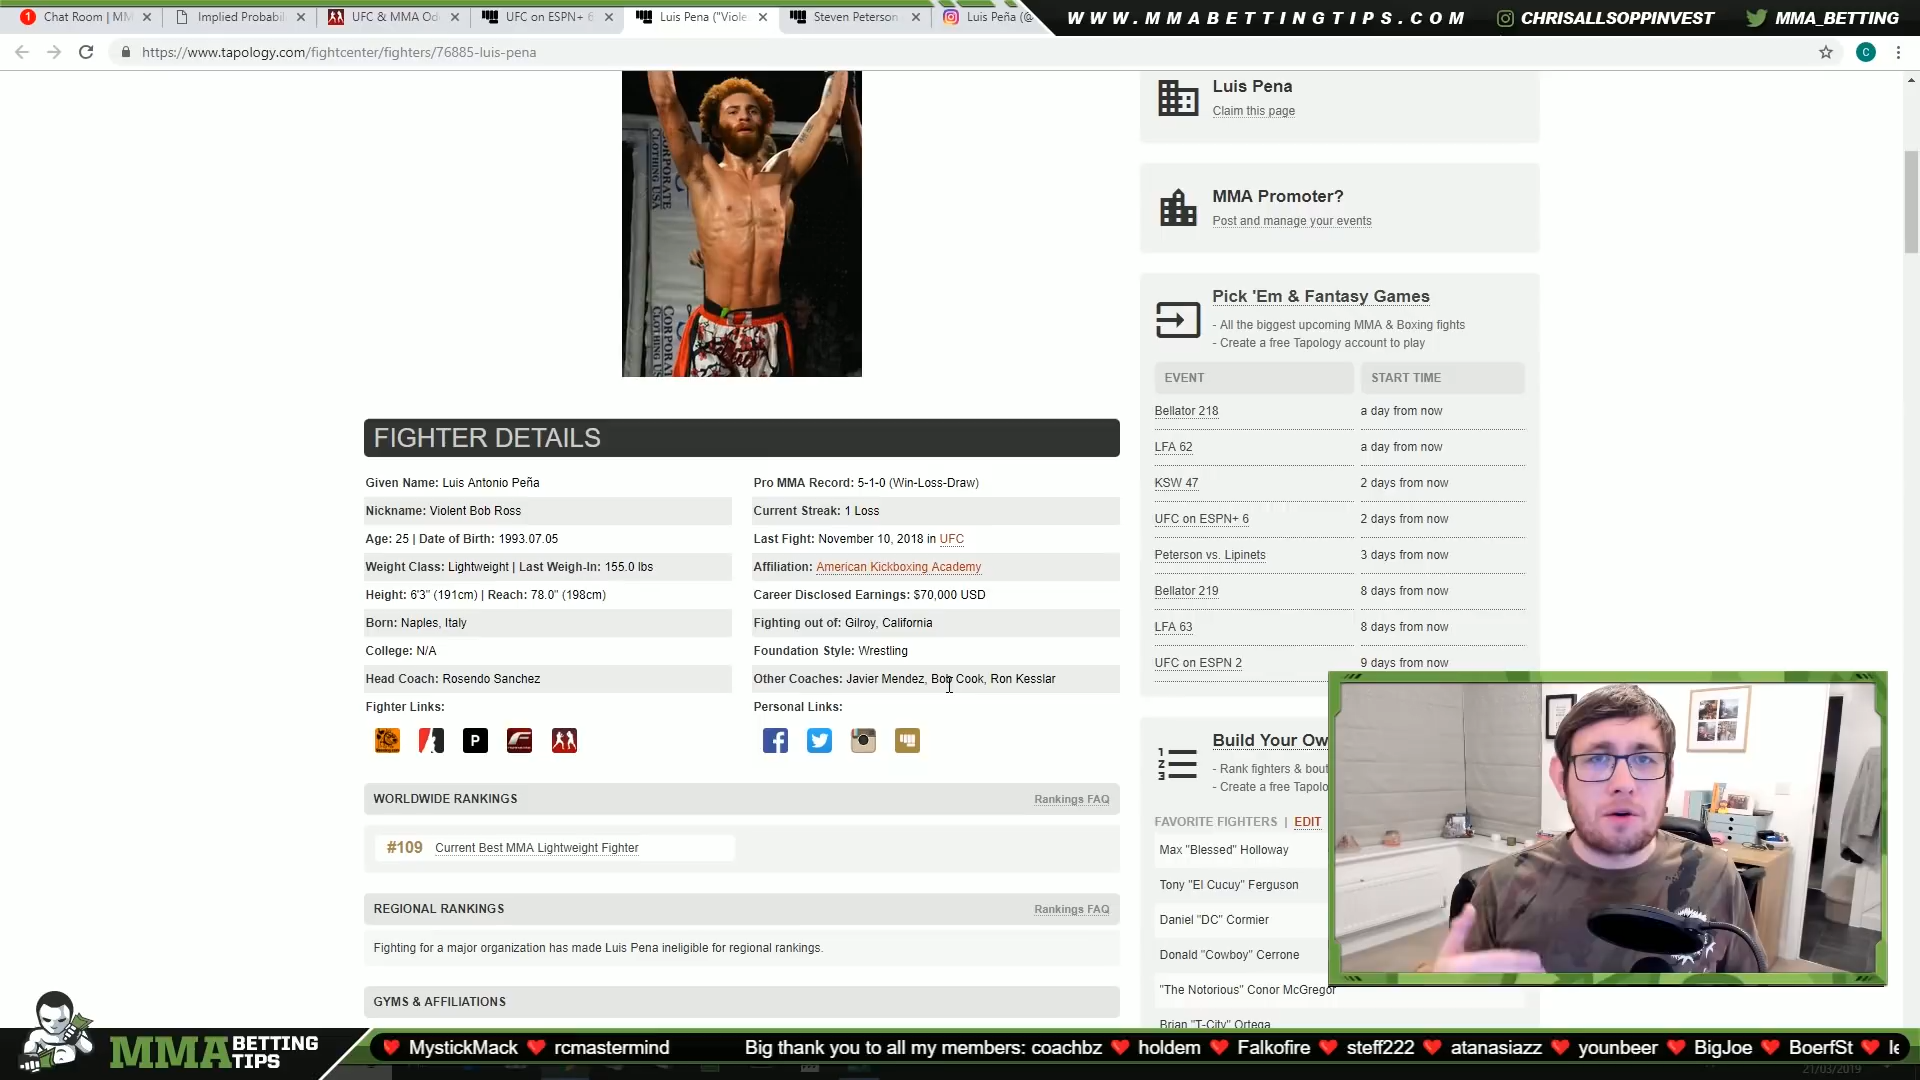 Chat Room | MM
Implied Probabil
UFC & MMA Od
UFC on ESPN+ 6
Luis Pena ("Viole
Steven Peterson
Luis Peña (@
WWW.MMABETTINGTIPS.COM
CHRISALLSOPPINVEST
MMA_BETTING
https://www.tapology.com/fightcenter/fighters/76885-luis-pena
C
CORPORATE
CLOTHING USA
Luis Pena
Claim this page
MMA Promoter?
Post and manage your events
Pick 'Em & Fantasy Games
- All the biggest upcoming MMA & Boxing fights
- Create a free Tapology account to play
EVENT START TIME
Bellator 218 a day from now
LFA 62 a day from now
KSW 47 2 days from now
UFC on ESPN+ 6 2 days from now
Peterson vs. Lipinets 3 days from now
Bellator 219 8 days from now
LFA 63 8 days from now
UFC on ESPN 2 9 days from now
FIGHTER DETAILS
Given Name: Luis Antonio Peña
Pro MMA Record: 5-1-0 (Win-Loss-Draw)
Nickname: Violent Bob Ross
Current Streak: 1 Loss
Age: 25 | Date of Birth: 1993.07.05
Last Fight: November 10, 2018 in UFC
Weight Class: Lightweight | Last Weigh-In: 155.0 lbs
Affiliation: American Kickboxing Academy
Height: 6'3" (191cm) | Reach: 78.0" (198cm)
Career Disclosed Earnings: $70,000 USD
Born: Naples, Italy
Fighting out of: Gilroy, California
College: N/A
Foundation Style: Wrestling
Head Coach: Rosendo Sanchez
Other Coaches: Javier Mendez, Bob Cook, Ron Kesslar
Fighter Links:
Personal Links:
WORLDWIDE RANKINGS
Rankings FAQ
#109 Current Best MMA Lightweight Fighter
REGIONAL RANKINGS
Rankings FAQ
Fighting for a major organization has made Luis Pena ineligible for regional rankings.
GYMS & AFFILIATIONS
Build Your Ow
- Rank fighters & bout
- Create a free Tapolo
FAVORITE FIGHTERS | EDIT
Max "Blessed" Holloway
Tony "El Cucuy" Ferguson
Daniel "DC" Cormier
Donald "Cowboy" Cerrone
"The Notorious" Conor McGregor
Brian "T-City" Ortega
MMA BETTING TIPS
MystickMack rcmastermind Big thank you to all my members: coachbz holdem Falkofire steff222 atanasiazz younbeer BigJoe BoerfSt le
21/03/2019